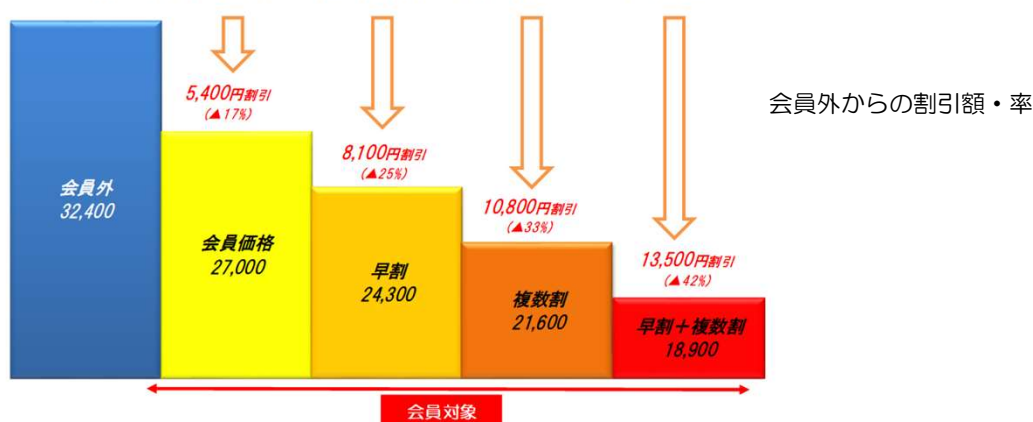 5,400円割引
(▲17%)
会員外からの割引額・率
8,100円割引
(▲25%)
会員外
32,400
10,800円割引
(▲33%)
会員価格
27,000
13,500円割引
(▲42%)
早割
24,300
複数割
21,600
早割＋複数割
18,900
会員対象